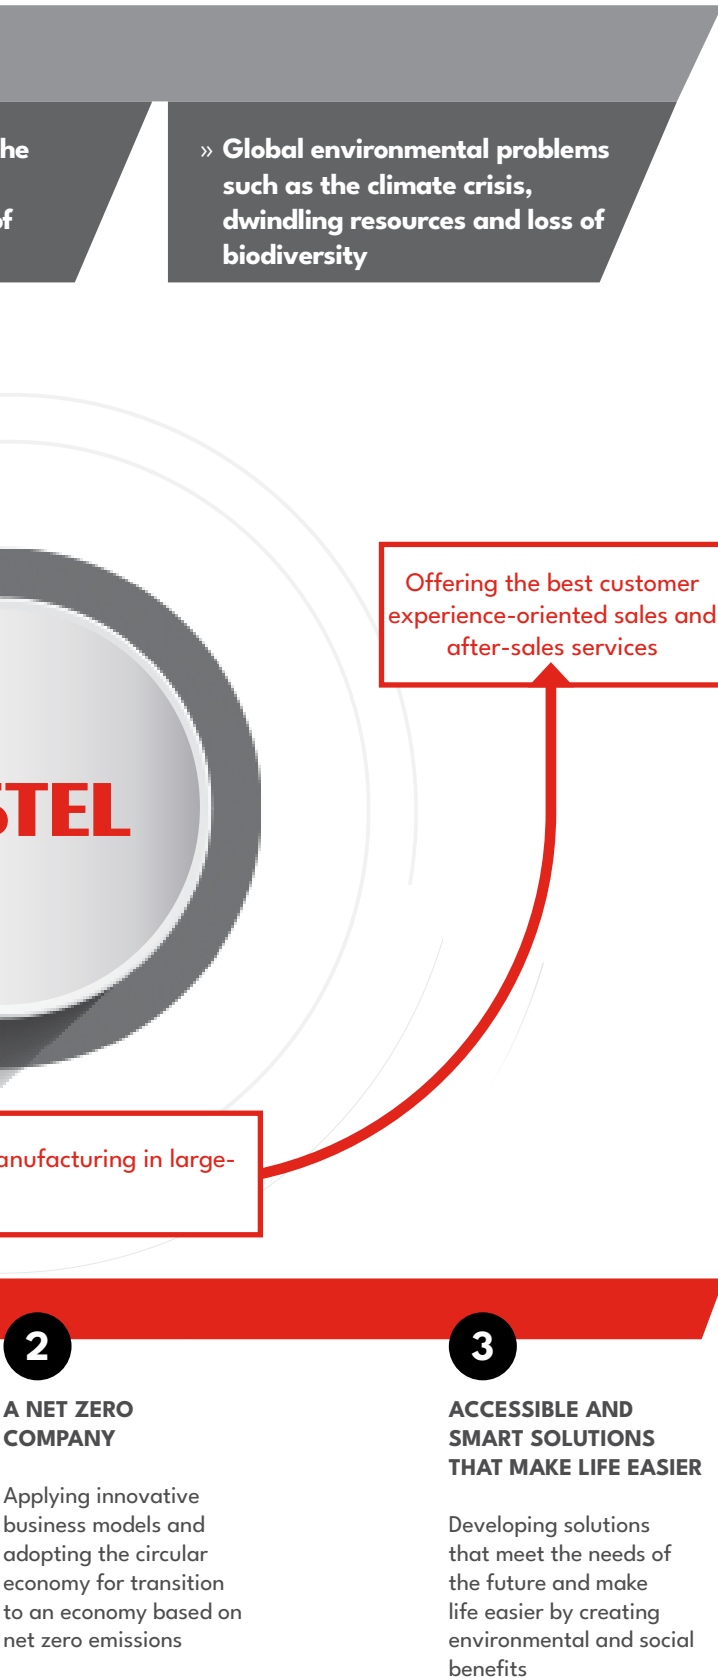 he
of
» Global environmental problems
such as the climate crisis,
dwindling resources and loss of
biodiversity
Offering the best customer
experience-oriented sales and
after-sales services
STEL
anufacturing in large-
2
A NET ZERO
COMPANY
Applying innovative
business models and
adopting the circular
economy for transition
to an economy based on
net zero emissions
3
ACCESSIBLE AND
SMART SOLUTIONS
THAT MAKE LIFE EASIER
Developing solutions
that meet the needs of
the future and make
life easier by creating
environmental and social
benefits